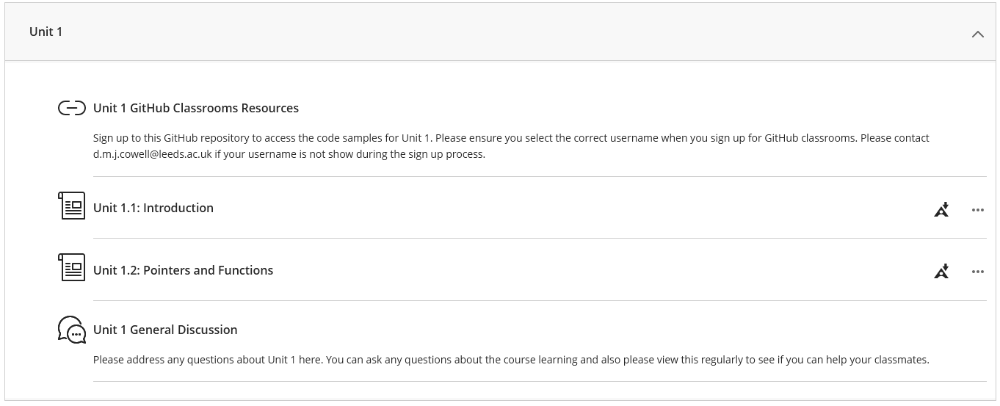 Unit 1
Unit 1 GitHub Classrooms Resources
Sign up to this GitHub repository to access the code samples for Unit 1. Please ensure you select the correct username when you sign up for GitHub classrooms. Please contact
d.m.j.cowell@leeds.ac.uk if your username is not show during the sign up process.
Unit 1.1: Introduction
Unit 1.2: Pointers and Functions
Unit 1 General Discussion
Please address any questions about Unit 1 here. You can ask any questions about the course learning and also please view this regularly to see if you can help your classmates.